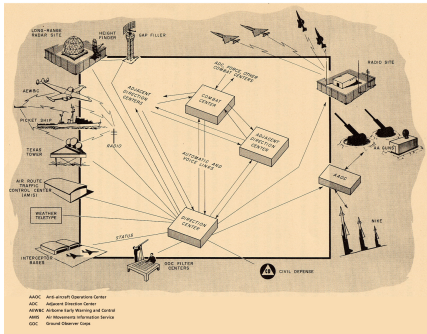 LONG-RANGE
RADAR SITE
HEIGHT
FINDER
GAP FILLER
ADC FORCE, OTHER
COMBAT CENTERS
RADIO SITE
AEW&C
ADJACENT
DIRECTION
CENTERS
COMBAT
CENTER
PICKET SHIP
ADJACENT
DIRECTION
CENTER
AA GUNS
RADIO
TEXAS
TOWER
AUTOMATIC AND
VOICE LINKS
AAOC
AIR ROUTE
TRAFFIC
CONTROL CENTER
(AMIS)
NIKE
WEATHER
TELETYPE
DIRECTION
CENTER
STATUS
INTERCEPTOR
BASES
GOC FILTER
CENTERS
CD
CIVIL DEFENSE
AAOC Anti-aircraft Operations Center
ADC Adjacent Direction Center
AEW&C Airborne Early Warning and Control
AMIS Air Movements Information Service
GOC Ground Observer Corps